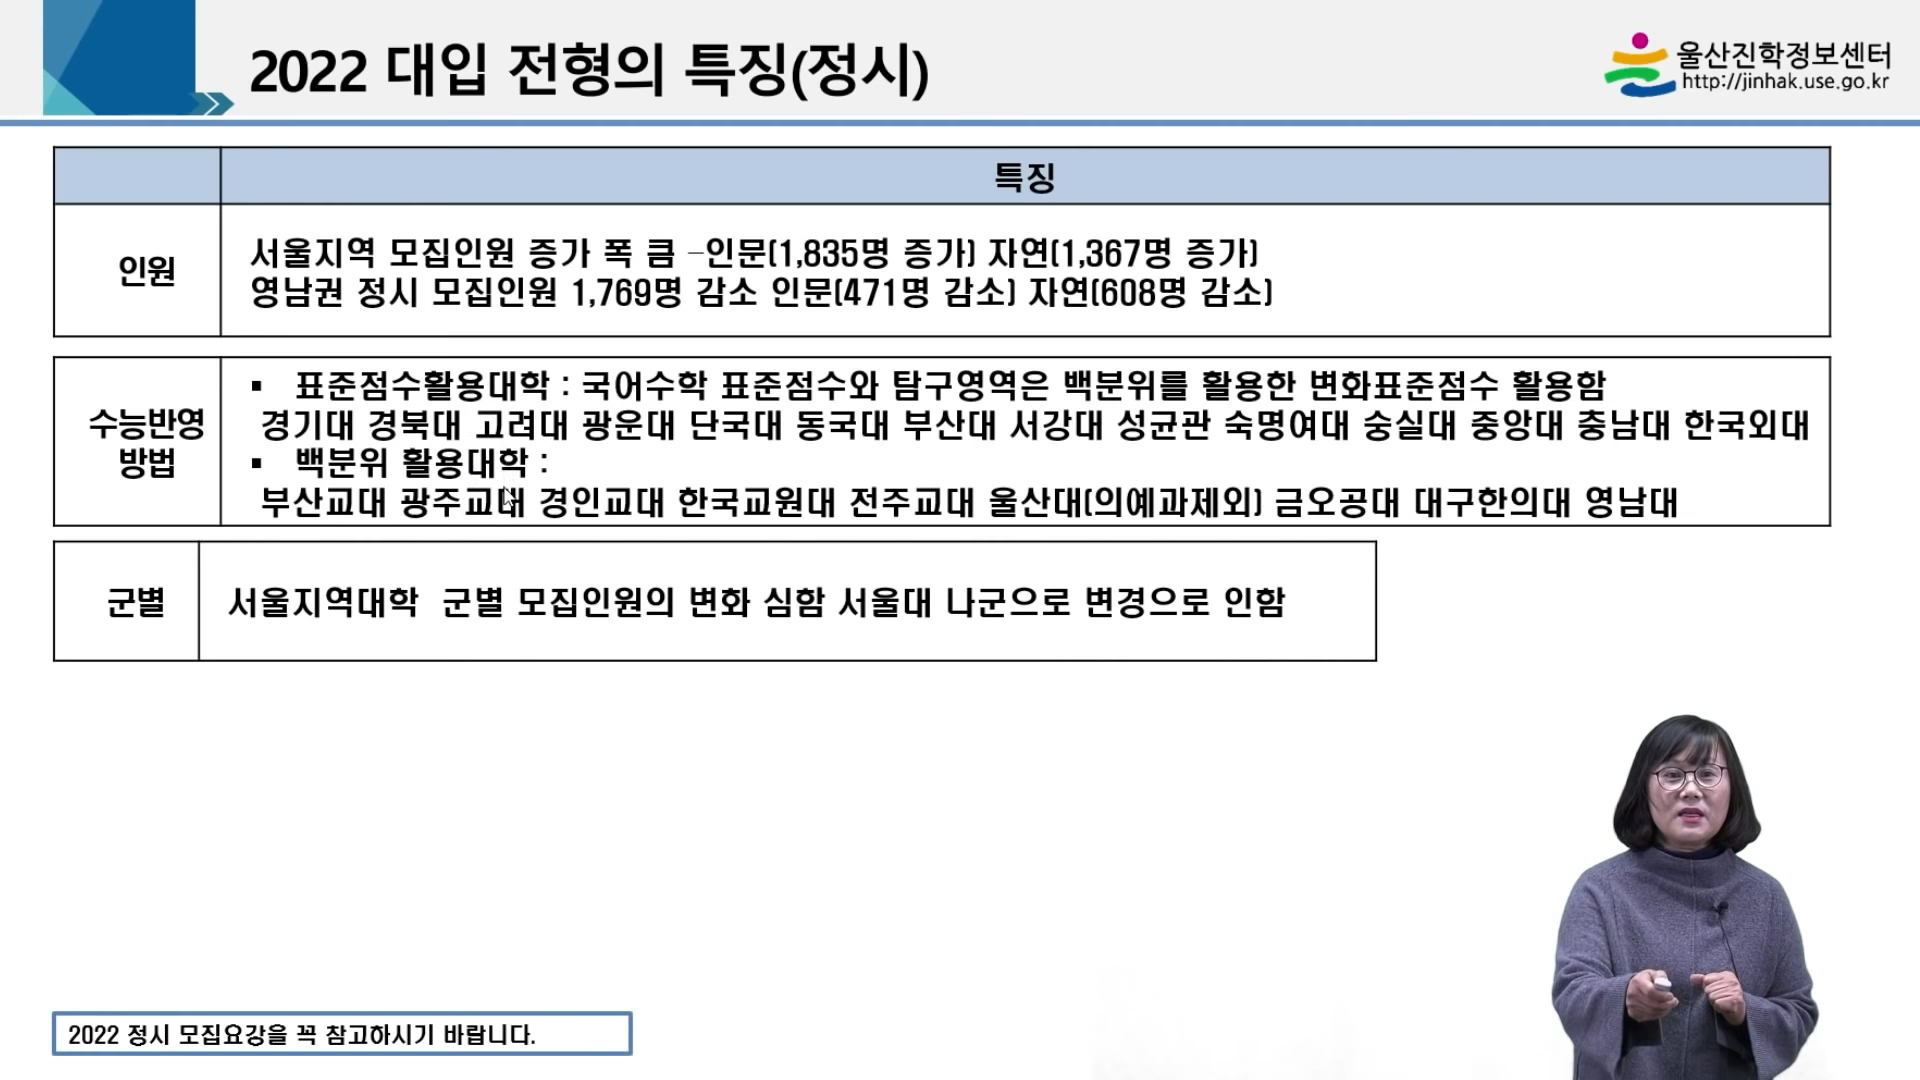 2022 대입 전형의 특징(정시)
울산진학정보센터
http://jinhak.use.go.kr
특징
인원
서울지역 모집인원 증가 폭 큼 –인문(1,835명 증가) 자연(1,367명 증가)
영남권 정시 모집인원 1,769명 감소 인문(471명 감소) 자연(608명 감소)
수능반영
방법
▪ 표준점수활용대학 : 국어수학 표준점수와 탐구영역은 백분위를 활용한 변화표준점수 활용함
경기대 경북대 고려대 광운대 단국대 동국대 부산대 서강대 성균관 숙명여대 숭실대 중앙대 충남대 한국외대
▪ 백분위 활용대학 :
부산교대 광주교대 경인교대 한국교원대 전주교대 울산대(의예과제외) 금오공대 대구한의대 영남대
군별
서울지역대학 군별 모집인원의 변화 심함 서울대 나군으로 변경으로 인함
2022 정시 모집요강을 꼭 참고하시기 바랍니다.